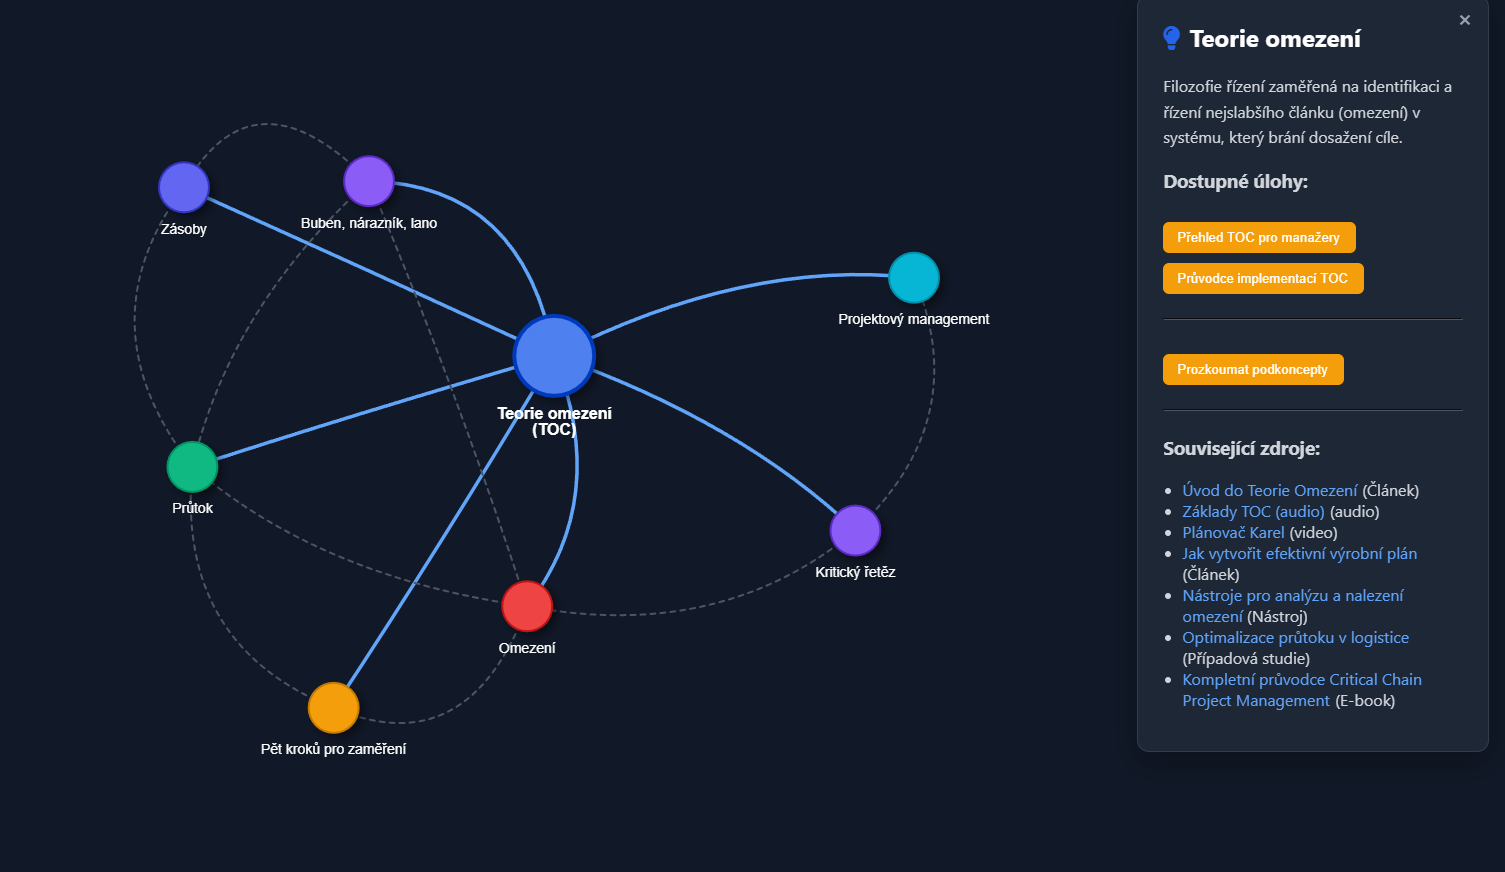 Zásoby
Buben, nárazník, lano
Teorie omezení
(TOC)
Projektový management
Průtok
Kritický řetěz
Omezení
Pět kroků pro zaměření
×
Teorie omezení
Filozofie řízení zaměřená na identifikaci a
řízení nejslabšího článku (omezení) v
systému, který brání dosažení cíle.
Dostupné úlohy:
Přehled TOC pro manažery
Průvodce implementací TOC
Prozkoumat podkoncepty
Související zdroje:
Úvod do Teorie Omezení (Článek)
Základy TOC (audio) (audio)
Plánovač Karel (video)
Jak vytvořit efektivní výrobní plán
(Článek)
Nástroje pro analýzu a nalezení
omezení (Nástroj)
Optimalizace průtoku v logistice
(Případová studie)
Kompletní průvodce Critical Chain
Project Management (E-book)